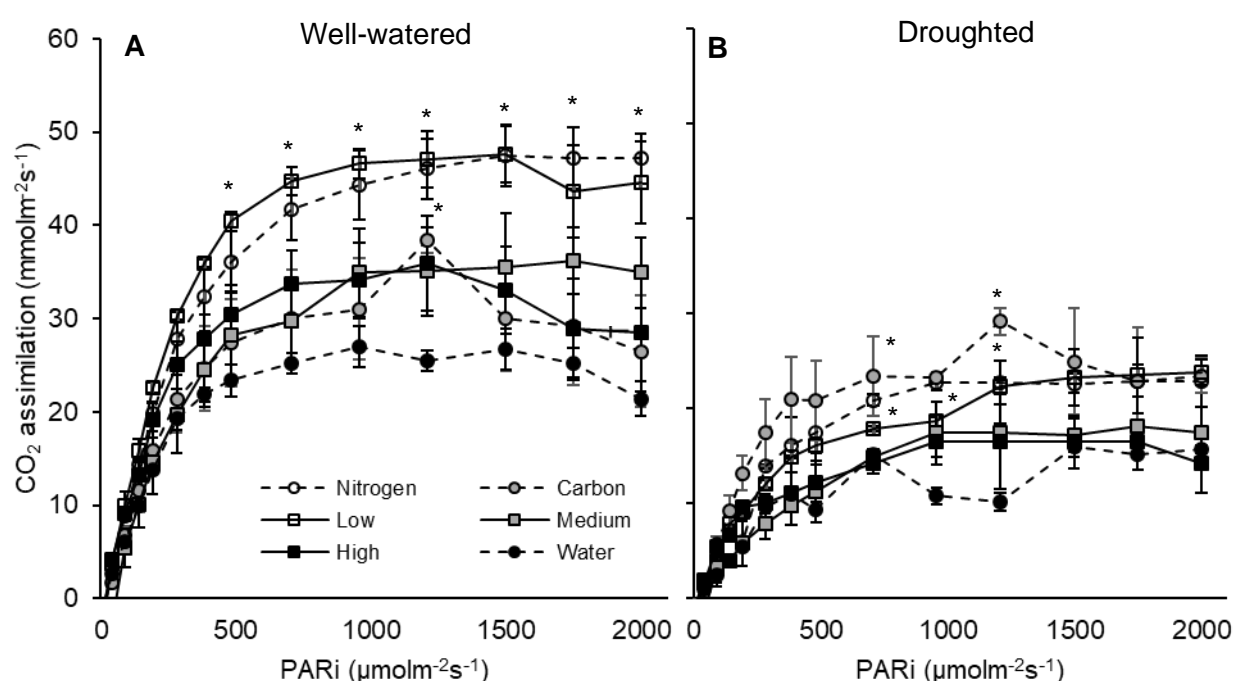 A Well-watered
B Droughted
60
50
40
30
20
10
0
CO2 assimilation (mmolm-2s-1)
* * * * * * *
*
* *
* * *
Nitrogen Carbon
Low Medium
High Water
0 500 1000 1500 2000
0 500 1000 1500 2000
PARi (µmolm-2s-1)
PARi (µmolm-2s-1)